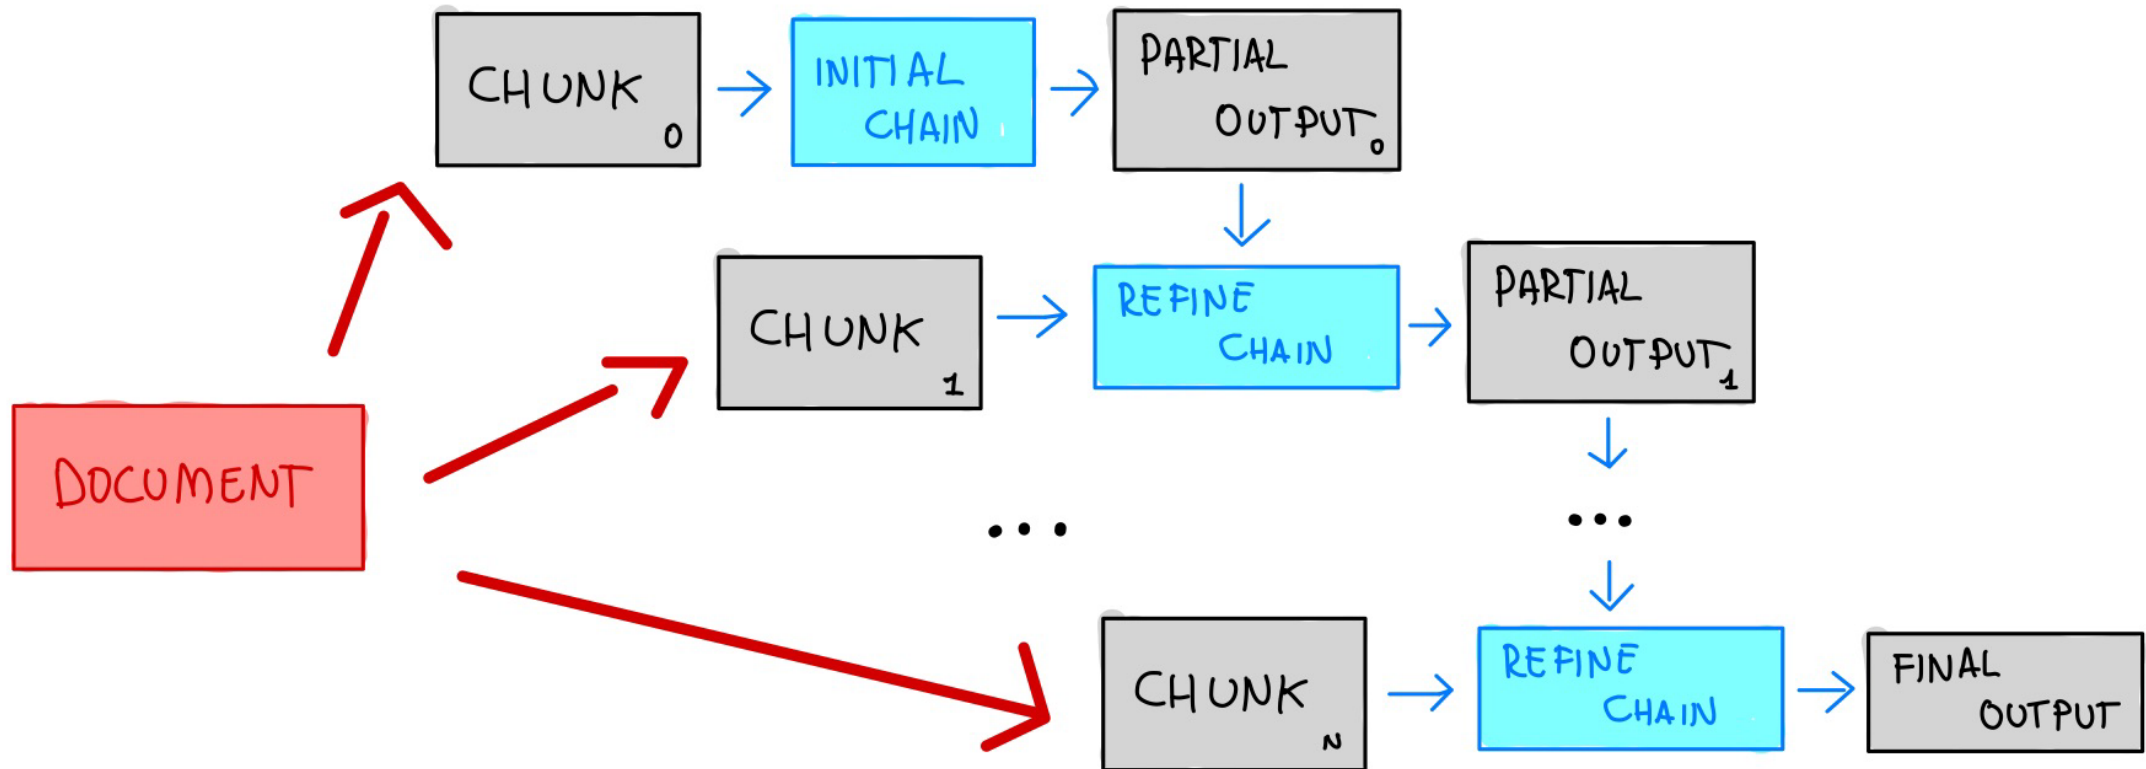 CHUNK
0
INITIAL
CHAIN
PARTIAL
OUTPUT
0
CHUNK
1
REFINE
CHAIN
PARTIAL
OUTPUT
1
DOCUMENT
...
...
CHUNK
N
REFINE
CHAIN
FINAL
OUTPUT